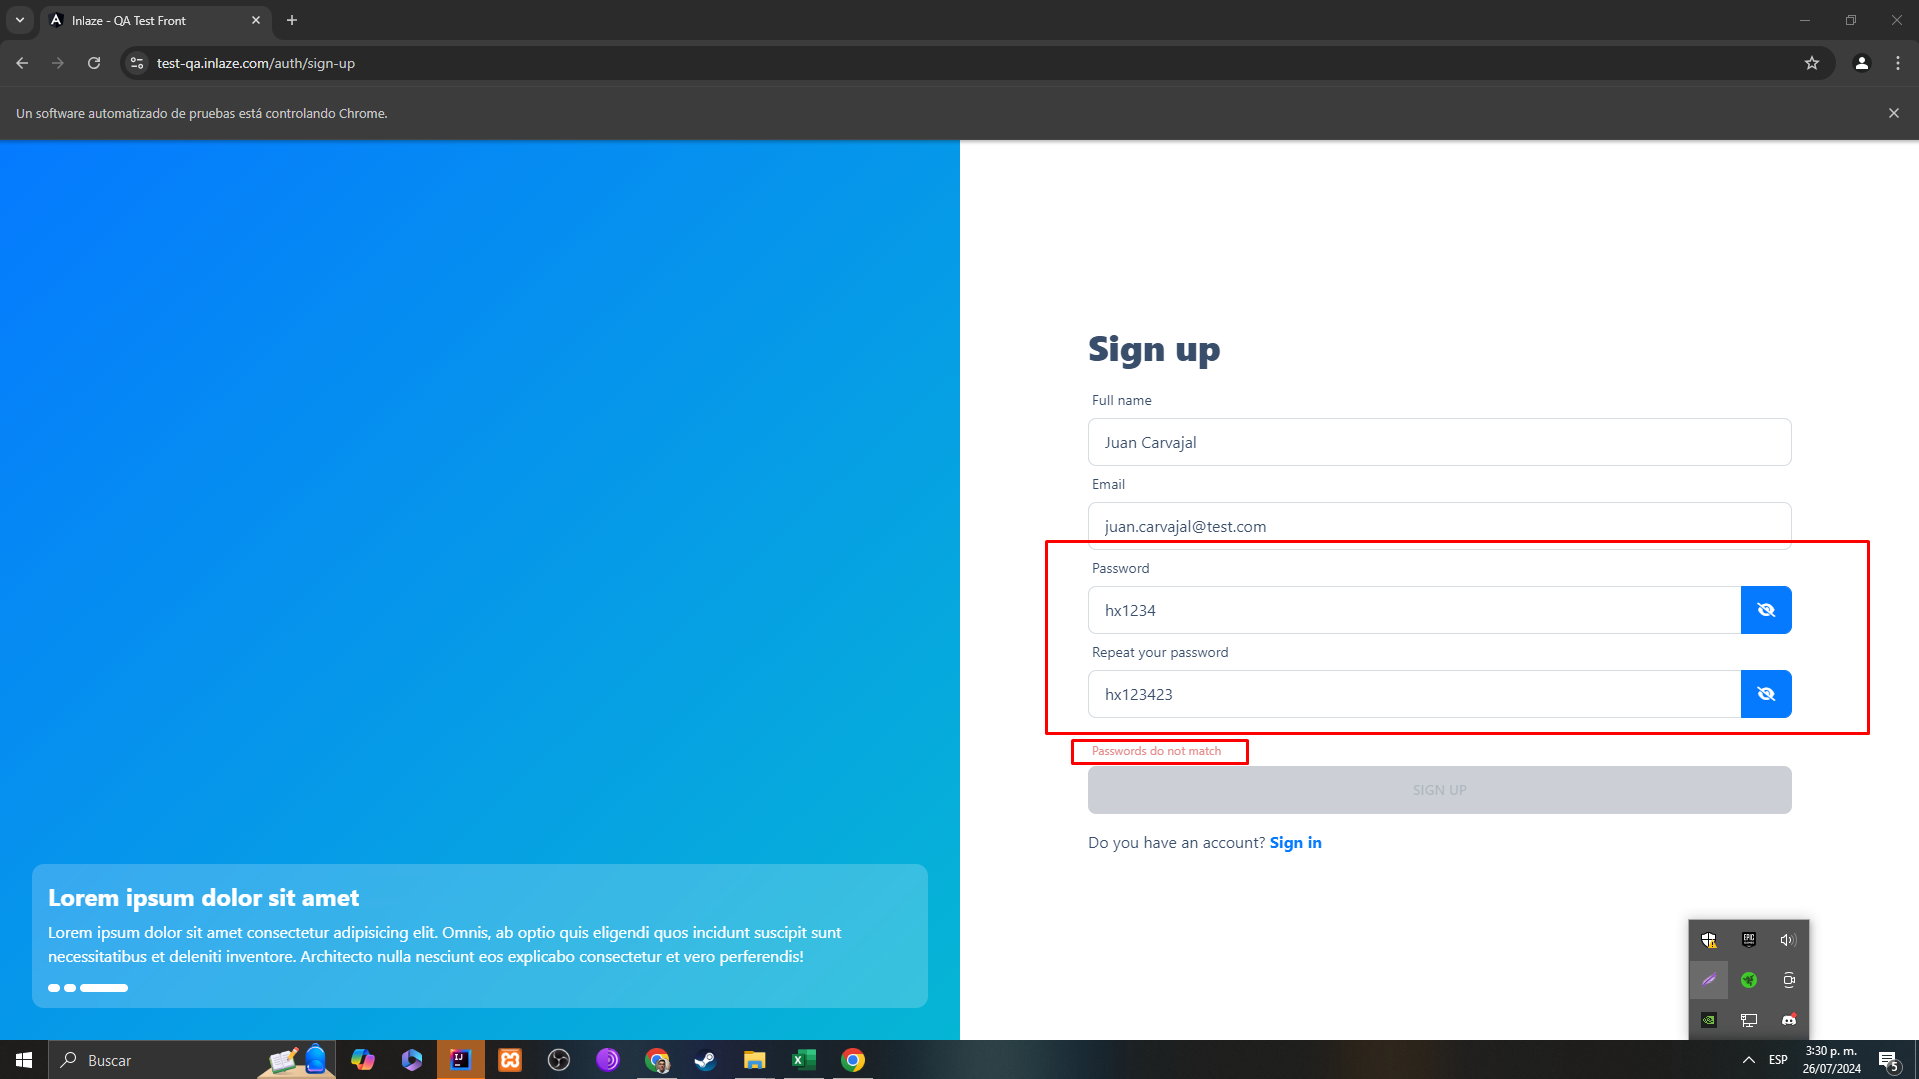 Inlaze - QA Test Front
test-qa.inlaze.com/auth/sign-up
Un software automatizado de pruebas está controlando Chrome.
Sign up
Full name
Juan Carvajal
Email
juan.carvajal@test.com
Password
hx1234
Repeat your password
hx123423
Passwords do not match
SIGN UP
Do you have an account? Sign in
Lorem ipsum dolor sit amet
Lorem ipsum dolor sit amet consectetur adipisicing elit. Omnis, ab optio quis eligendi quos incidunt suscipit sunt
necessitatibus et deleniti inventore. Architecto nulla nesciunt eos explicabo consectetur et vero perferendis!
EPIC
Buscar
IJ
ESP
3:30 p. m.
26/07/2024
5